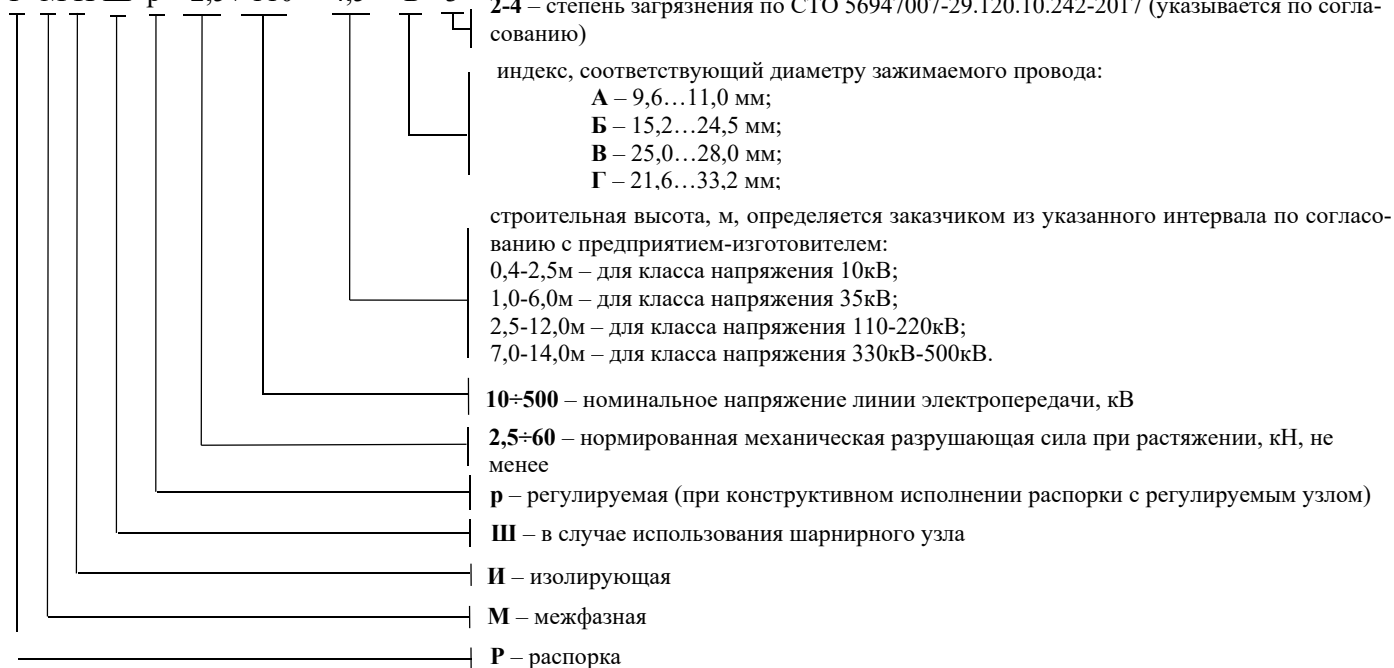 2-4 – степень загрязнения по СТО 56947007-29.120.10.242-2017 (указывается по согла-
сованию)
индекс, соответствующий диаметру зажимаемого провода:
А – 9,6…11,0 мм;
Б – 15,2…24,5 мм;
В – 25,0…28,0 мм;
Г – 21,6…33,2 мм;
строительная высота, м, определяется заказчиком из указанного интервала по согласо-
ванию с предприятием-изготовителем:
0,4-2,5м – для класса напряжения 10кВ;
1,0-6,0м – для класса напряжения 35кВ;
2,5-12,0м – для класса напряжения 110-220кВ;
7,0-14,0м – для класса напряжения 330кВ-500кВ.
10÷500 – номинальное напряжение линии электропередачи, кВ
2,5÷60 – нормированная механическая разрушающая сила при растяжении, кН, не
менее
р – регулируемая (при конструктивном исполнении распорки с регулируемым узлом)
Ш – в случае использования шарнирного узла
И – изолирующая
М – межфазная
Р – распорка